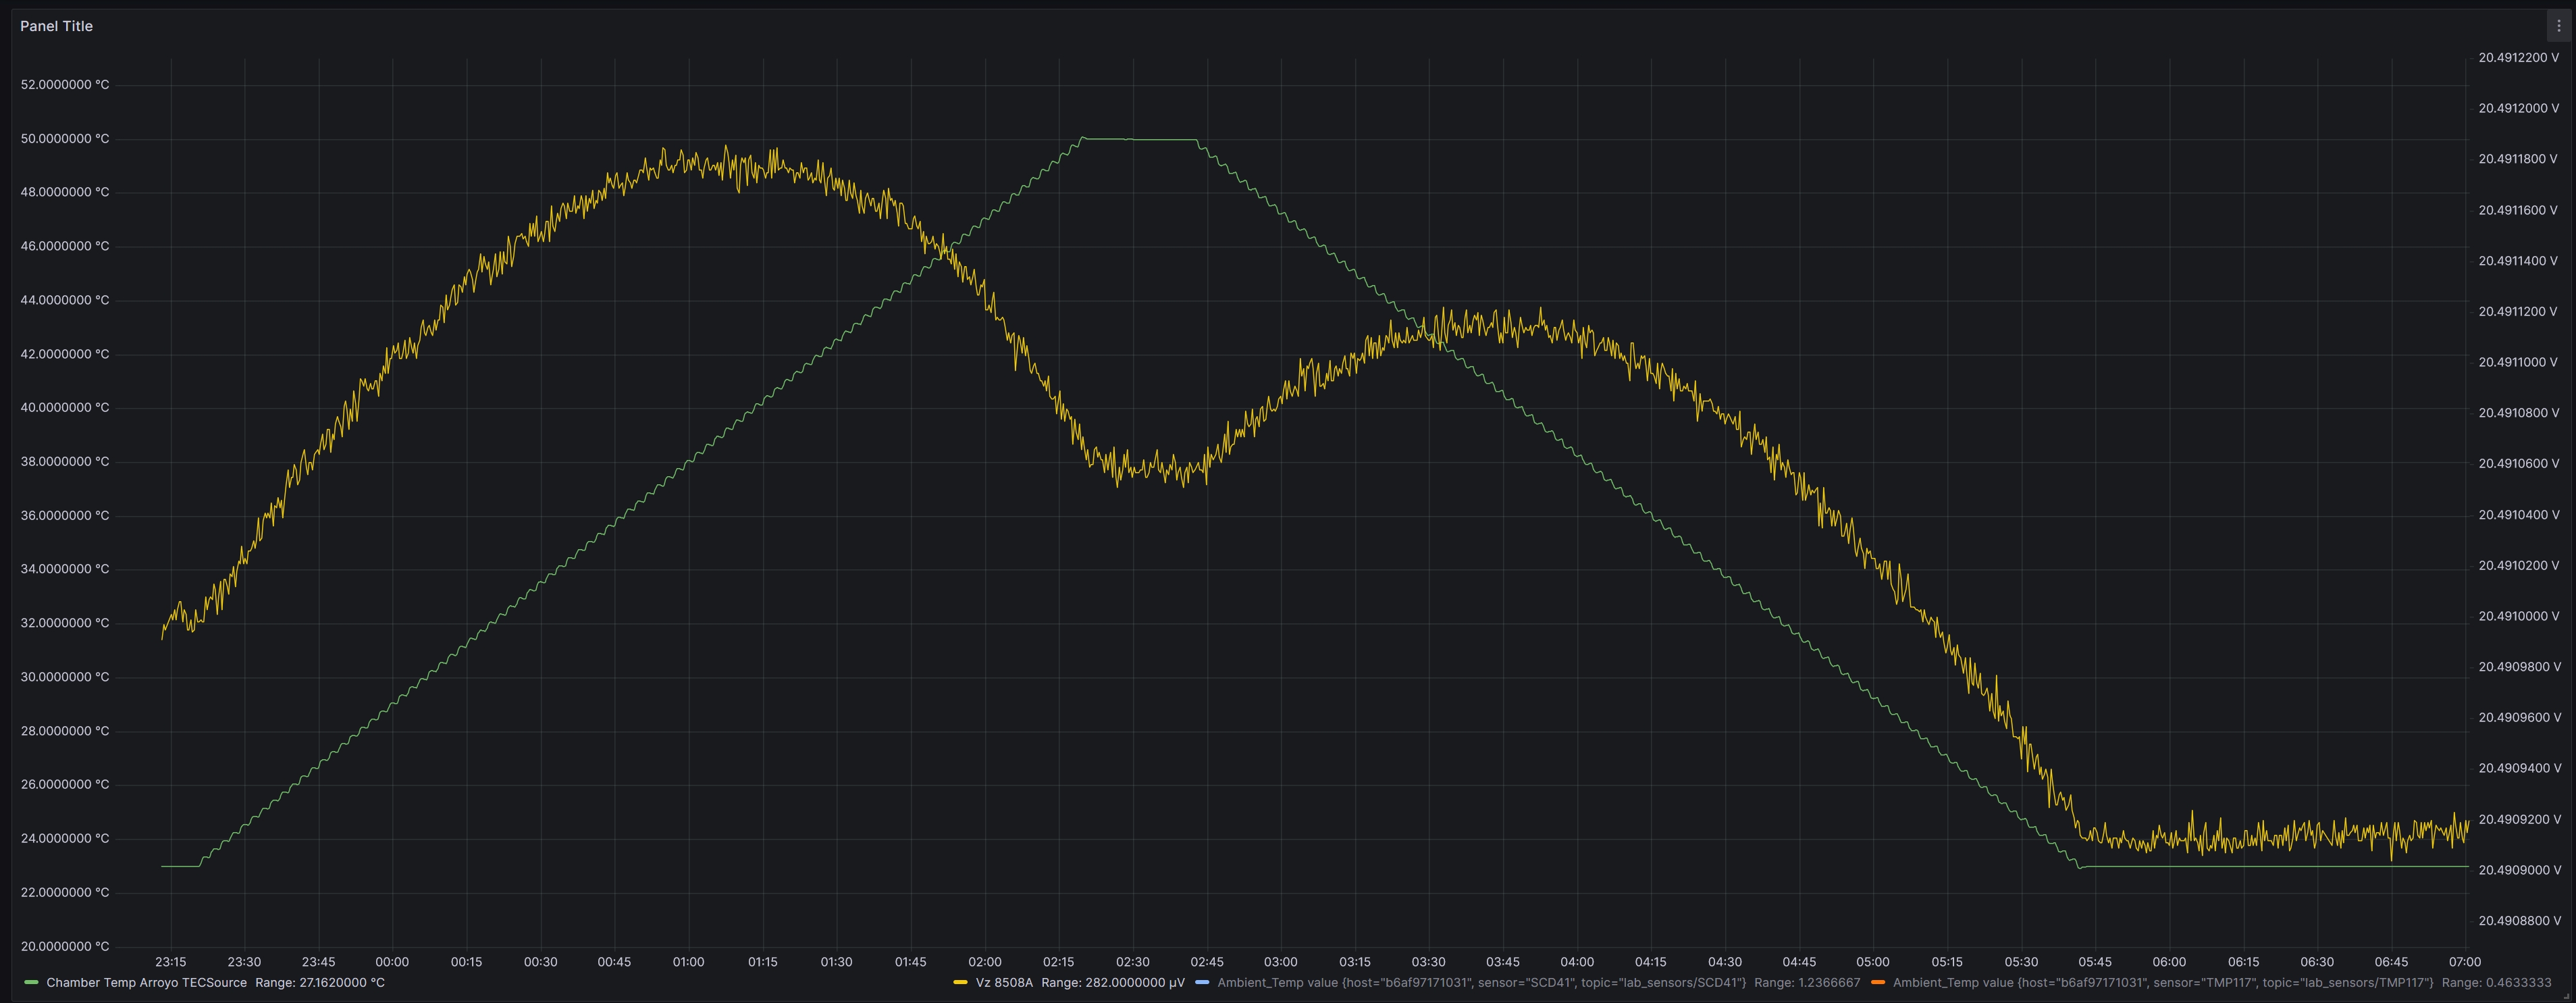 Panel Title
52.0000000 °C
50.0000000 °C
48.0000000 °C
46.0000000 °C
44.0000000 °C
42.0000000 °C
40.0000000 °C
38.0000000 °C
36.0000000 °C
34.0000000 °C
32.0000000 °C
30.0000000 °C
28.0000000 °C
26.0000000 °C
24.0000000 °C
22.0000000 °C
20.0000000 °C
20.4912200 V
20.4912000 V
20.4911800 V
20.4911600 V
20.4911400 V
20.4911200 V
20.4911000 V
20.4910800 V
20.4910600 V
20.4910400 V
20.4910200 V
20.4910000 V
20.4909800 V
20.4909600 V
20.4909400 V
20.4909200 V
20.4909000 V
20.4908800 V
23:15 23:30 23:45 00:00 00:15 00:30 00:45 01:00 01:15 01:30 01:45 02:00 02:15 02:30 02:45 03:00 03:15 03:30 03:45 04:00 04:15 04:30 04:45 05:00 05:15 05:30 05:45 06:00 06:15 06:30 06:45 07:00
Chamber Temp Arroyo TECSource Range: 27.1620000 °C Vz 8508A Range: 282.0000000 µV Ambient_Temp value {host="b6af97171031", sensor="SCD41", topic="lab_sensors/SCD41"} Range: 1.2366667 Ambient_Temp value {host="b6af97171031", sensor="TMP117", topic="lab_sensors/TMP117"} Range: 0.4633333